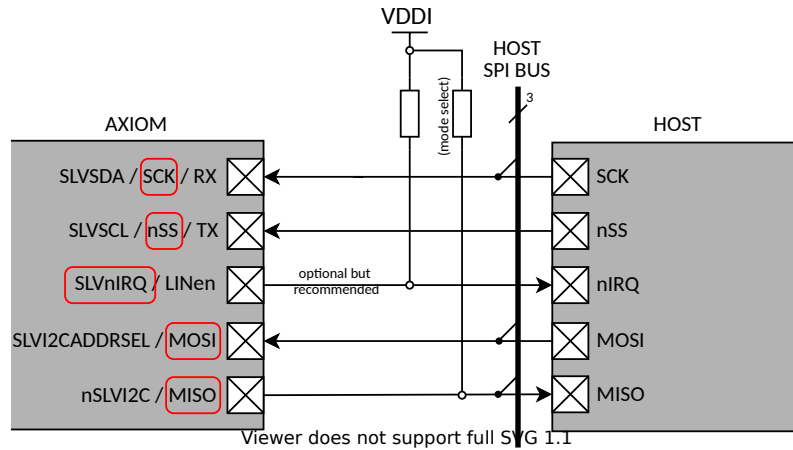 VDDI
HOST
SPI BUS
3
(mode select)
AXIOM
HOST
SLVSDA / SCK / RX
SCK
SLVSCL / nSS / TX
nSS
SLVnIRQ / LINen
optional but
recommended
nIRQ
SLVI2CADDRSEL / MOSI
MOSI
nSLVI2C / MISO
MISO
Viewer does not support full SVG 1.1